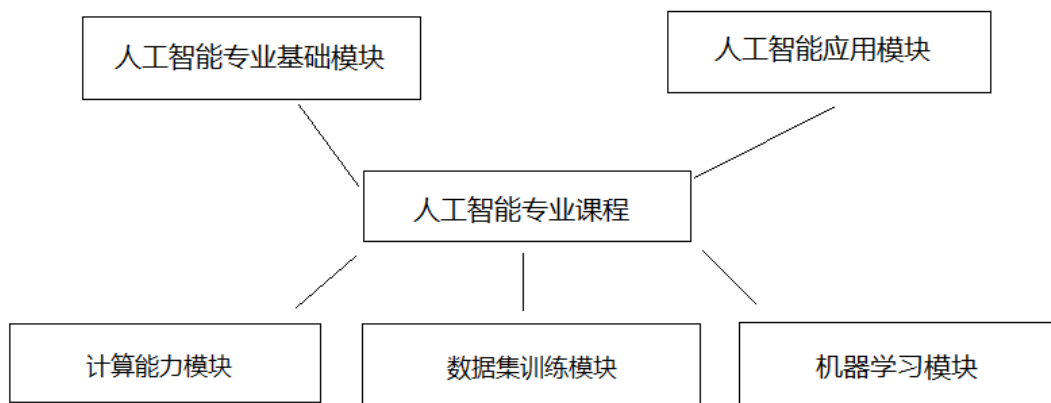 人工智能专业基础模块
人工智能应用模块
人工智能专业课程
计算能力模块
数据集训练模块
机器学习模块